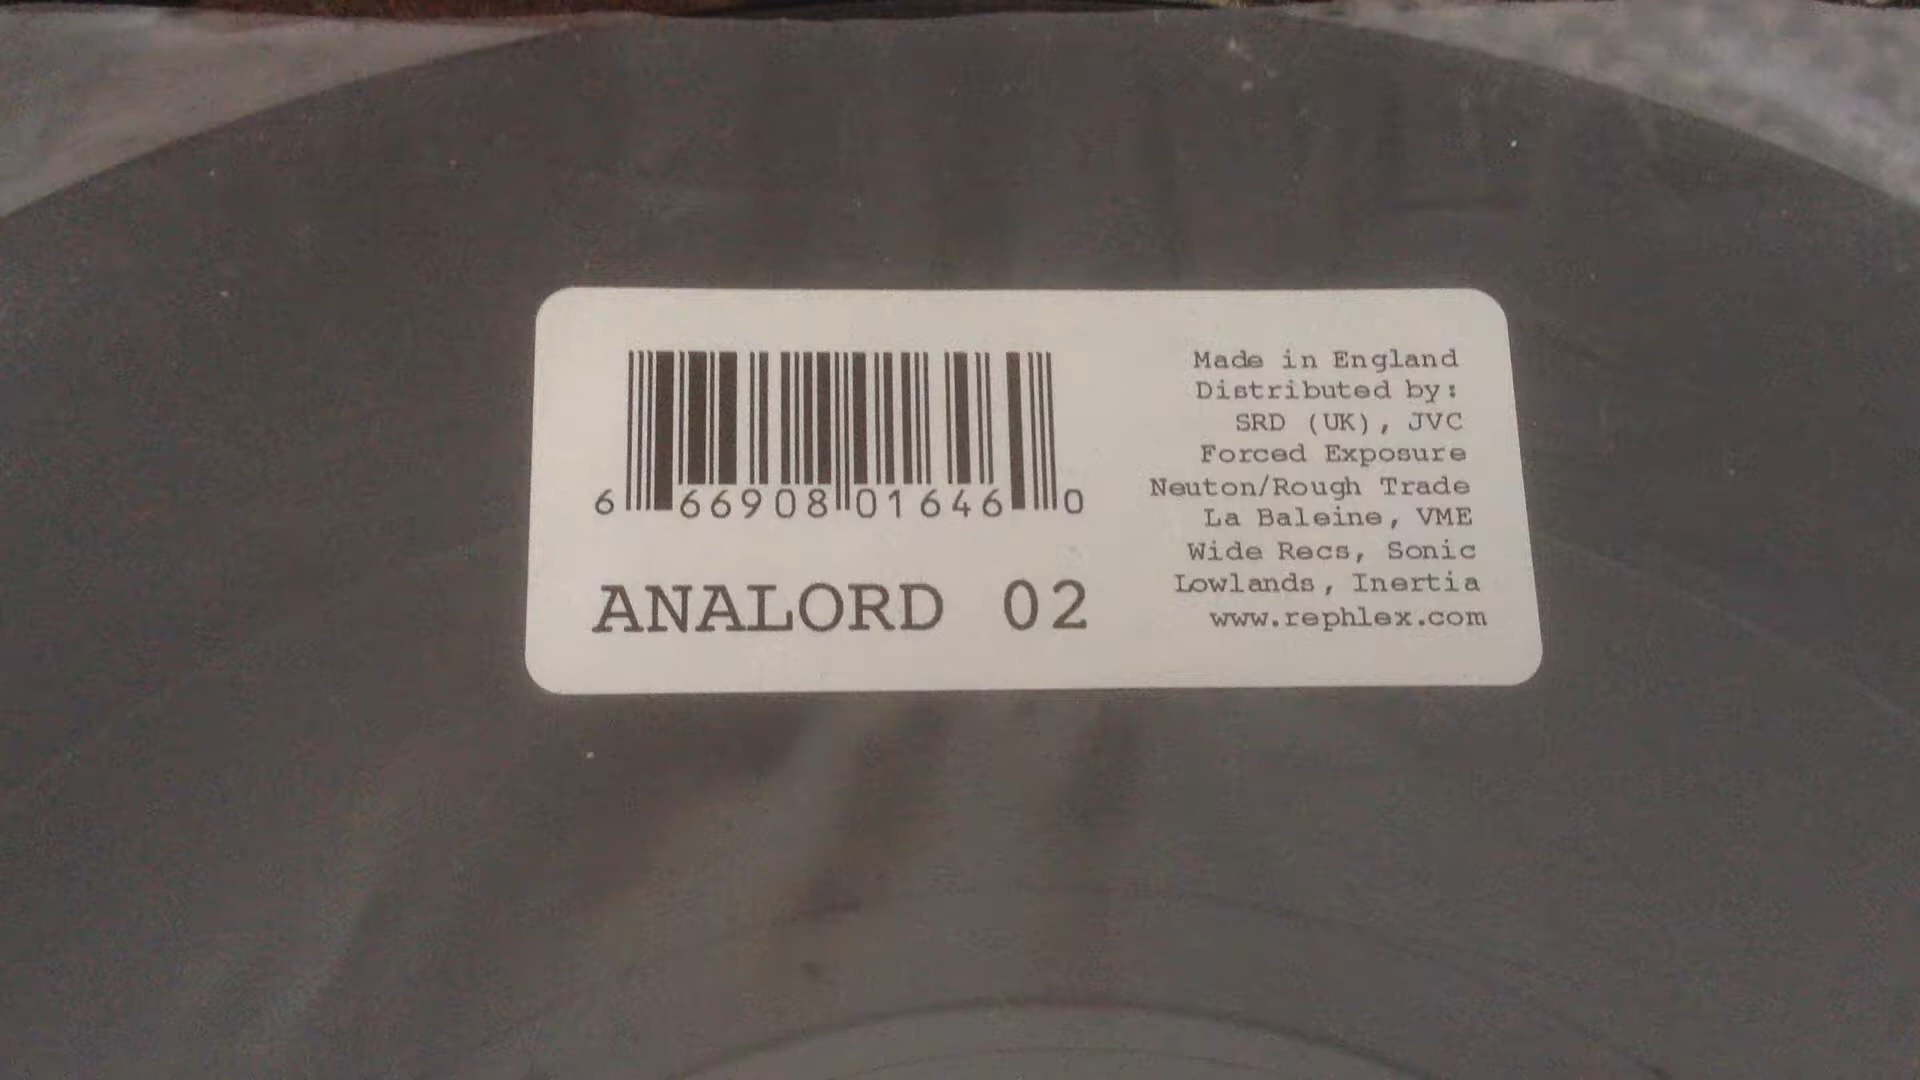 6 66908 01646 0
ANALORD 02
Made in England
Distributed by:
SRD (UK), JVC
Forced Exposure
Neuton/Rough Trade
La Baleine, VME
Wide Recs, Sonic
Lowlands, Inertia
www.rephlex.com